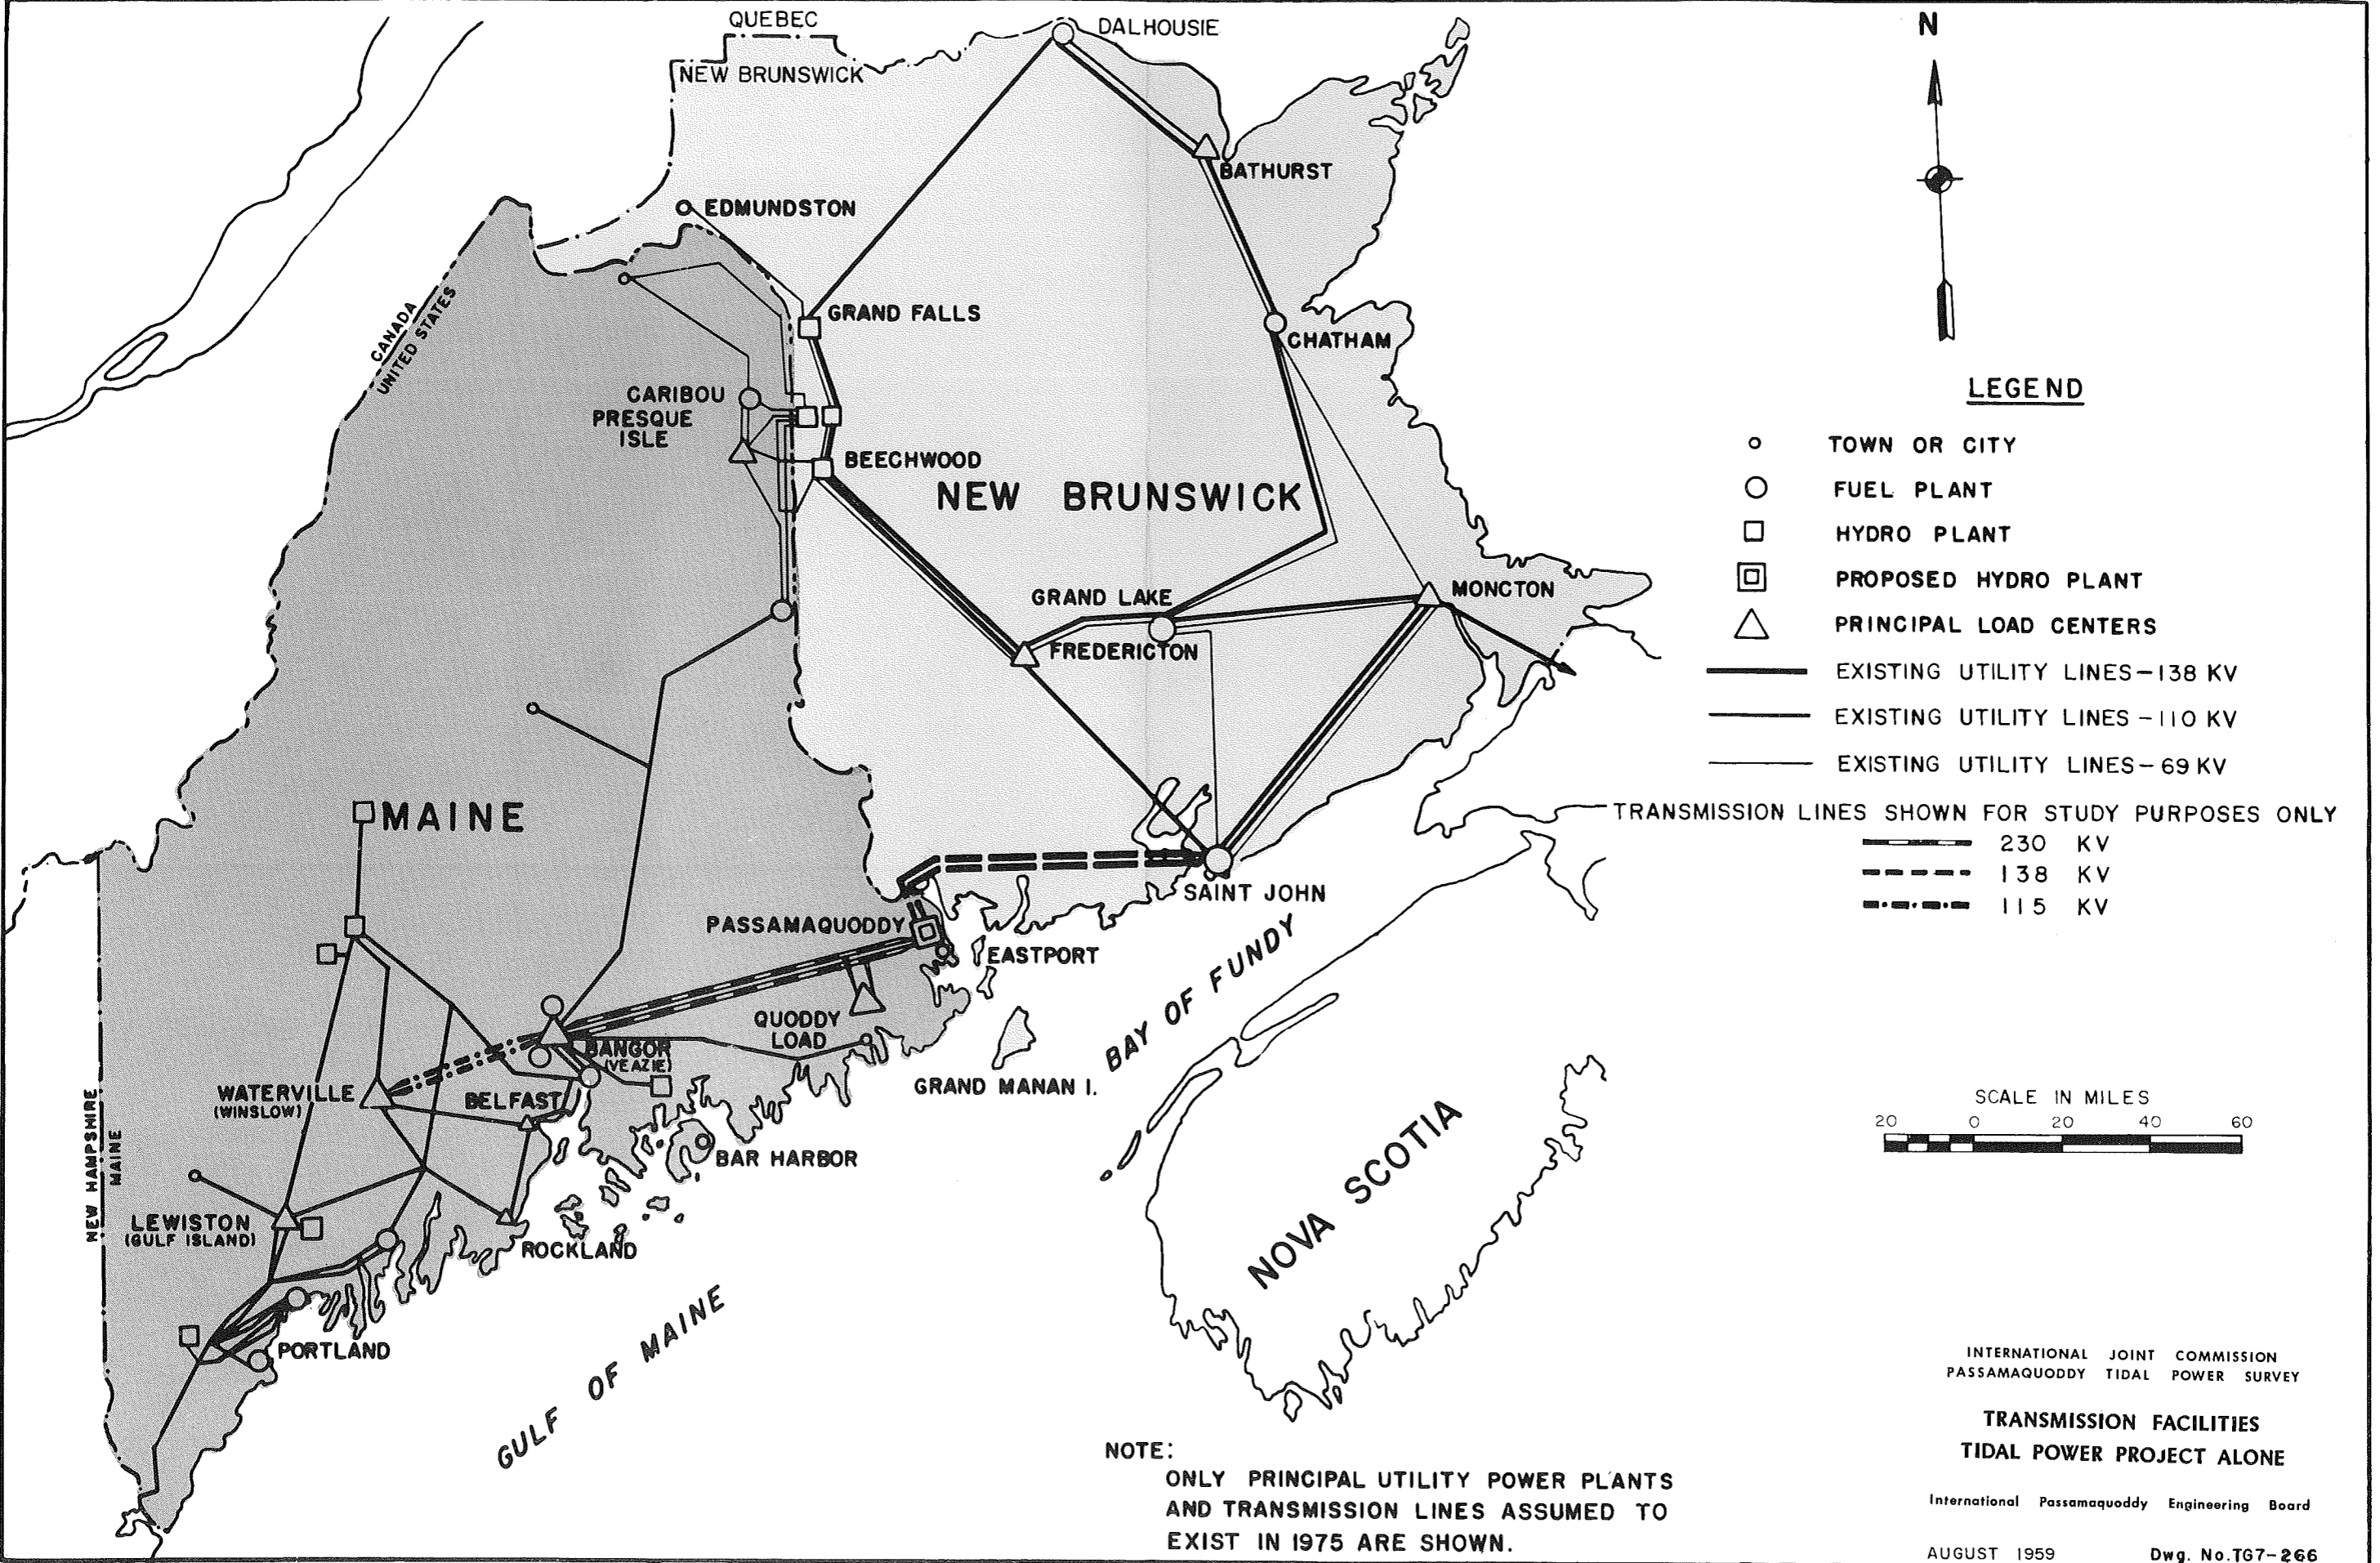 QUEBEC
DALHOUSIE
NEW BRUNSWICK
BATHURST
EDMUNDSTON
GRAND FALLS
CANADA
UNITED STATES
CHATHAM
CARIBOU
PRESQUE
ISLE
BEECHWOOD
NEW BRUNSWICK
GRAND LAKE
MONCTON
FREDERICTON
MAINE
SAINT JOHN
PASSAMAQUODDY
EASTPORT
BAY OF FUNDY
QUODDY
LOAD
BANGOR
(VEAZIE)
GRAND MANAN I.
WATERVILLE
(WINSLOW)
BELFAST
NEW HAMPSHIRE
MAINE
BAR HARBOR
NOVA SCOTIA
LEWISTON
(GULF ISLAND)
ROCKLAND
PORTLAND
GULF OF MAINE
N
LEGEND
TOWN OR CITY
FUEL PLANT
HYDRO PLANT
PROPOSED HYDRO PLANT
PRINCIPAL LOAD CENTERS
EXISTING UTILITY LINES-138 KV
EXISTING UTILITY LINES -110 KV
EXISTING UTILITY LINES-69 KV
TRANSMISSION LINES SHOWN FOR STUDY PURPOSES ONLY
230 KV
138 KV
115 KV
SCALE IN MILES
20 0 20 40 60
INTERNATIONAL JOINT COMMISSION
PASSAMAQUODDY TIDAL POWER SURVEY
TRANSMISSION FACILITIES
TIDAL POWER PROJECT ALONE
International Passamaquoddy Engineering Board
AUGUST 1959 Dwg. No.TG7-266
NOTE:
ONLY PRINCIPAL UTILITY POWER PLANTS
AND TRANSMISSION LINES ASSUMED TO
EXIST IN 1975 ARE SHOWN.